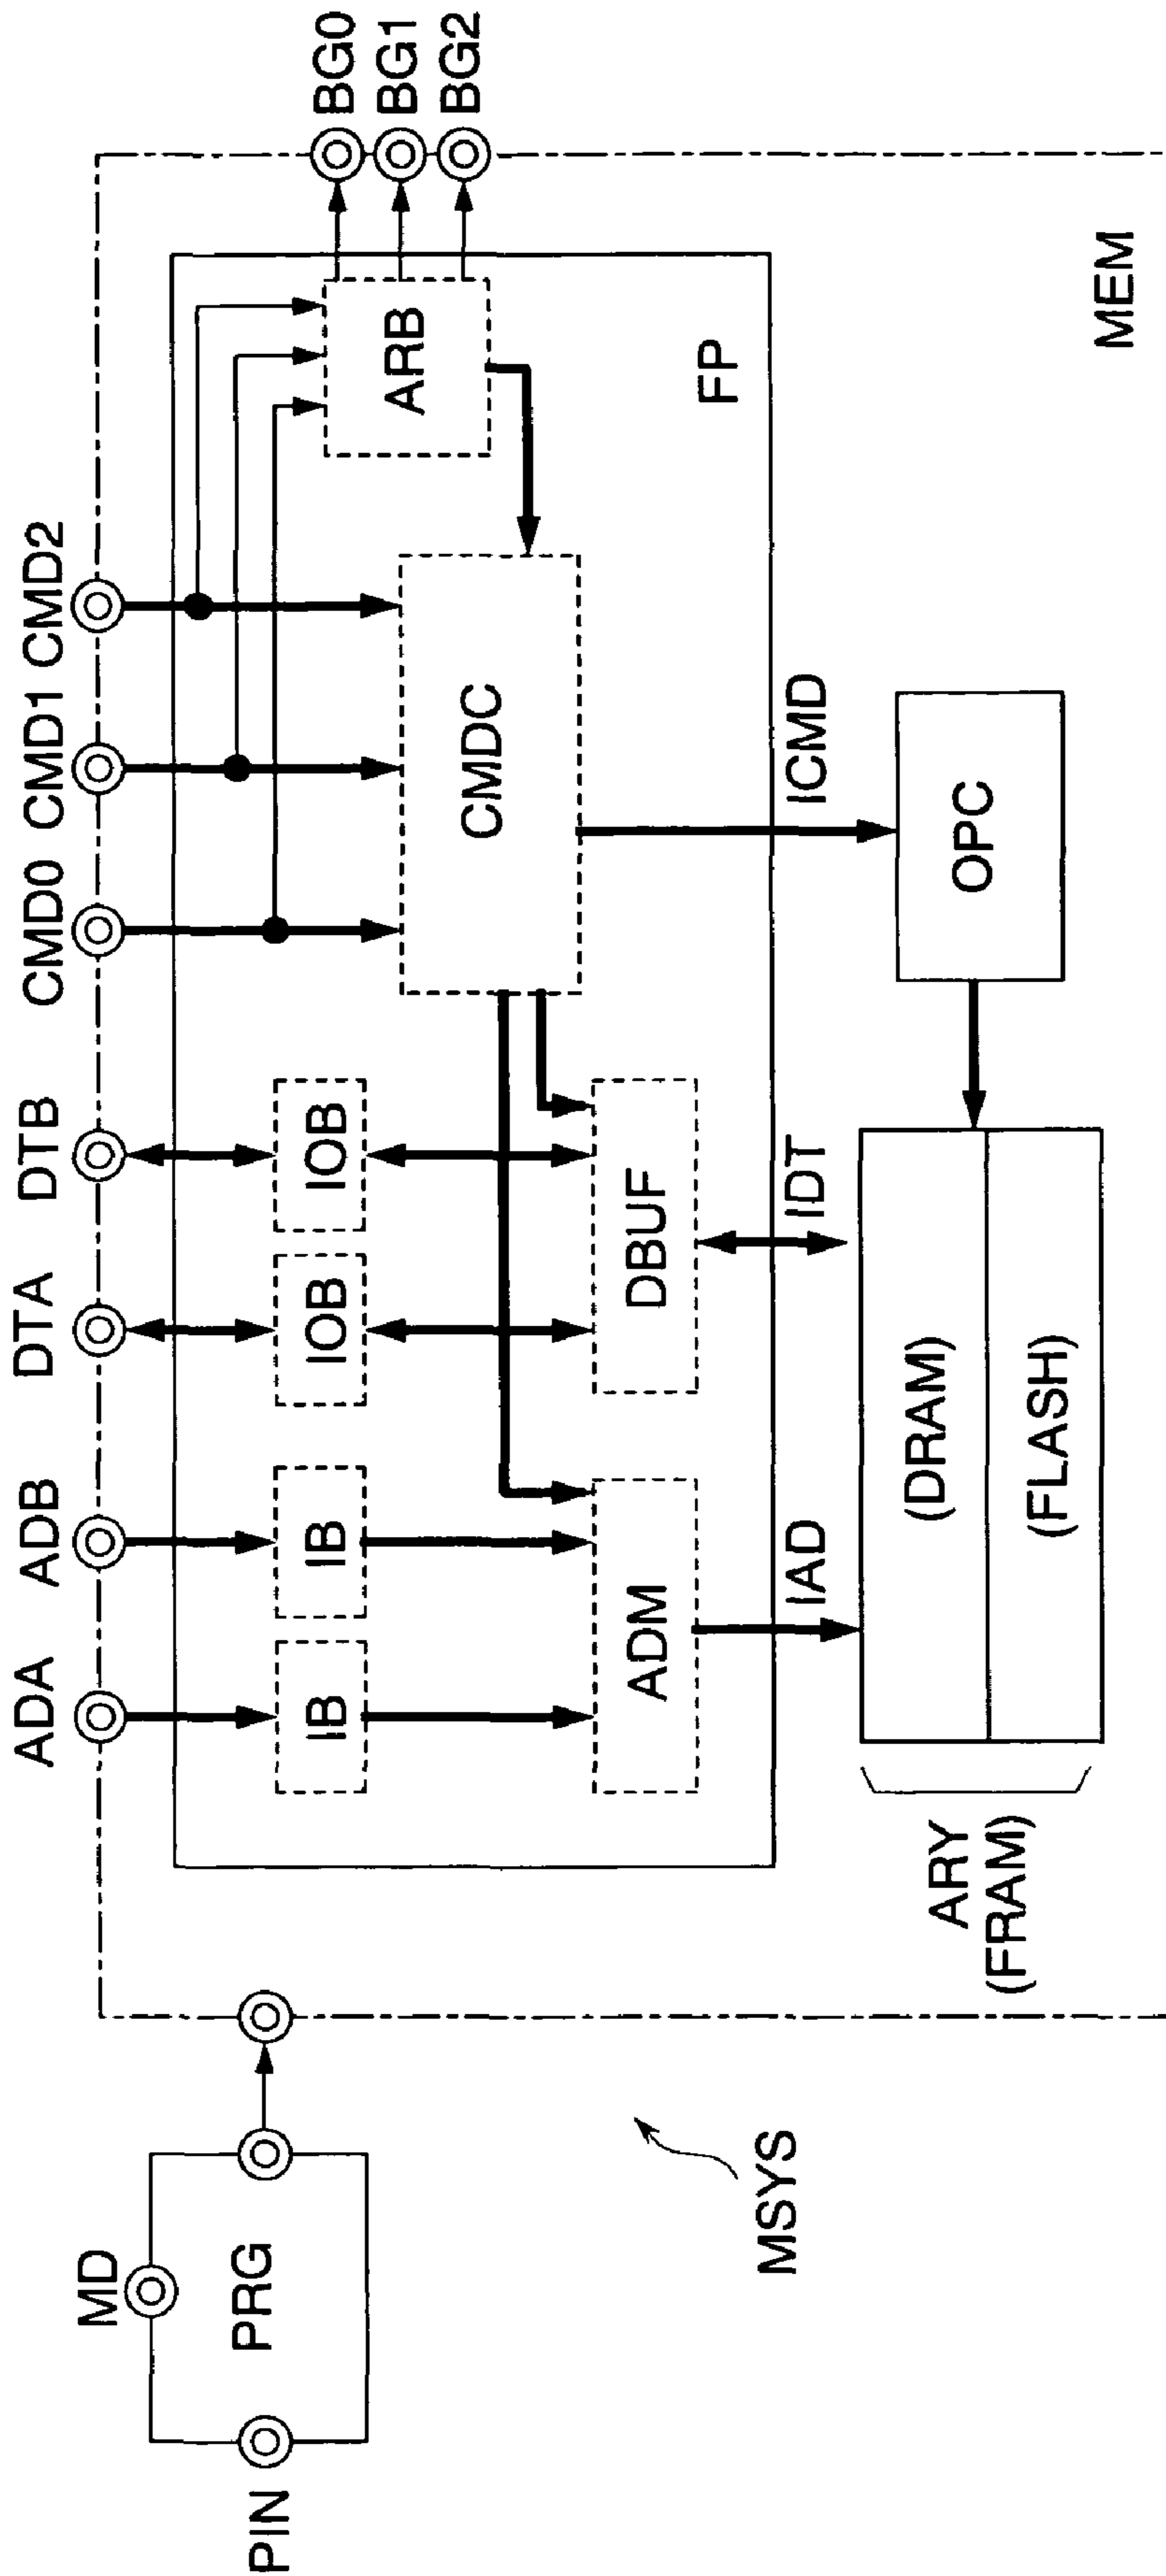 MD
PIN
PRG
MSYS
ADA
ADB
DTA
DTB
CMD0
CMD1
CMD2
BG0
BG1
BG2
IB
IB
IOB
IOB
ARB
CMDC
ADM
DBUF
FP
IAD
IDT
ICMD
(DRAM)
(FLASH)
OPC
ARY
(FRAM)
MEM